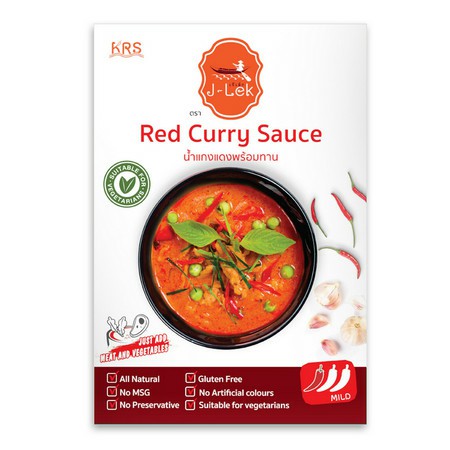 KRS
J-Lek
ตรา
Red Curry Sauce
น้ำแกงแดงพร้อมทาน
SUITABLE FOR VEGETARIANS
JUST ADD
MEAT AND VEGETABLES
All Natural
No MSG
No Preservative
Gluten Free
No Artificial colours
Suitable for vegetarians
MILD